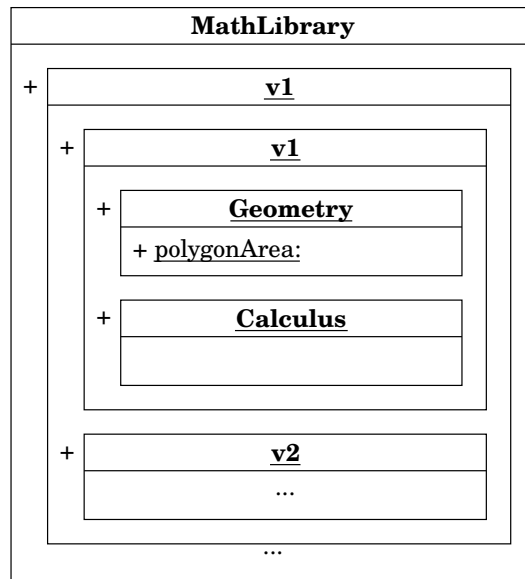 MathLibrary
+ v1
+ v1
+ Geometry
+ polygonArea:
+ Calculus
+ v2
...
...